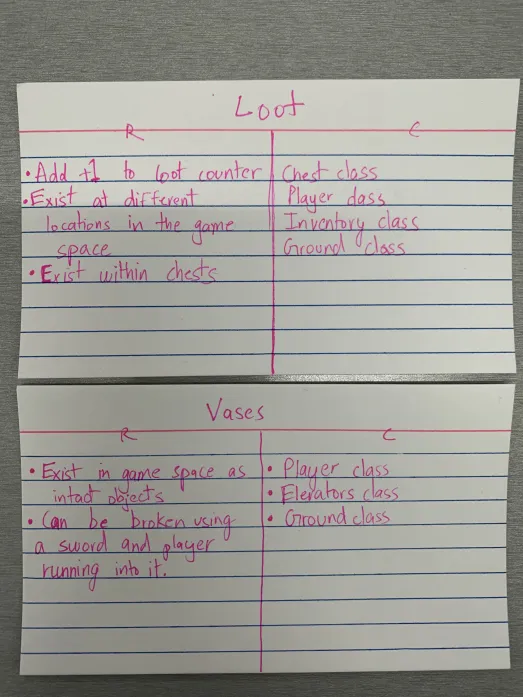 Loot
R
C
• Add +1 to loot counter
• Exist at different
locations in the game
space
• Exist within chests
Chest class
Player class
Inventory class
Ground class
Vases
R
C
• Exist in game space as
intact objects
• Can be broken using
a sword and player
running into it.
• Player class
• Elevators class
• Ground class